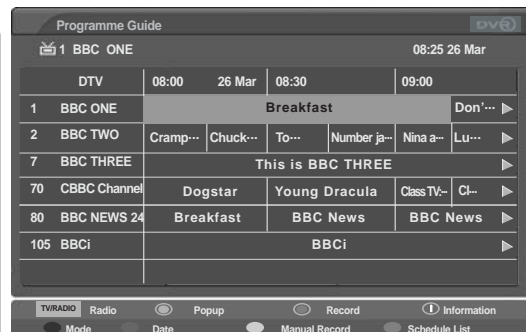 Programme Guide DVR
1 BBC ONE 08:25 26 Mar
DTV 08:00 26 Mar 08:30 09:00
1 BBC ONE Breakfast Don'···
2 BBC TWO Cramp··· Chuck··· To··· Number ja··· Nina a··· Lu···
7 BBC THREE This is BBC THREE
70 CBBC Channel Dogstar Young Dracula Class TV:··· Cl···
80 BBC NEWS 24 Breakfast BBC News BBC News
105 BBCi BBCi
TV/RADIO Radio Popup Record Information
Mode Date Manual Record Schedule List